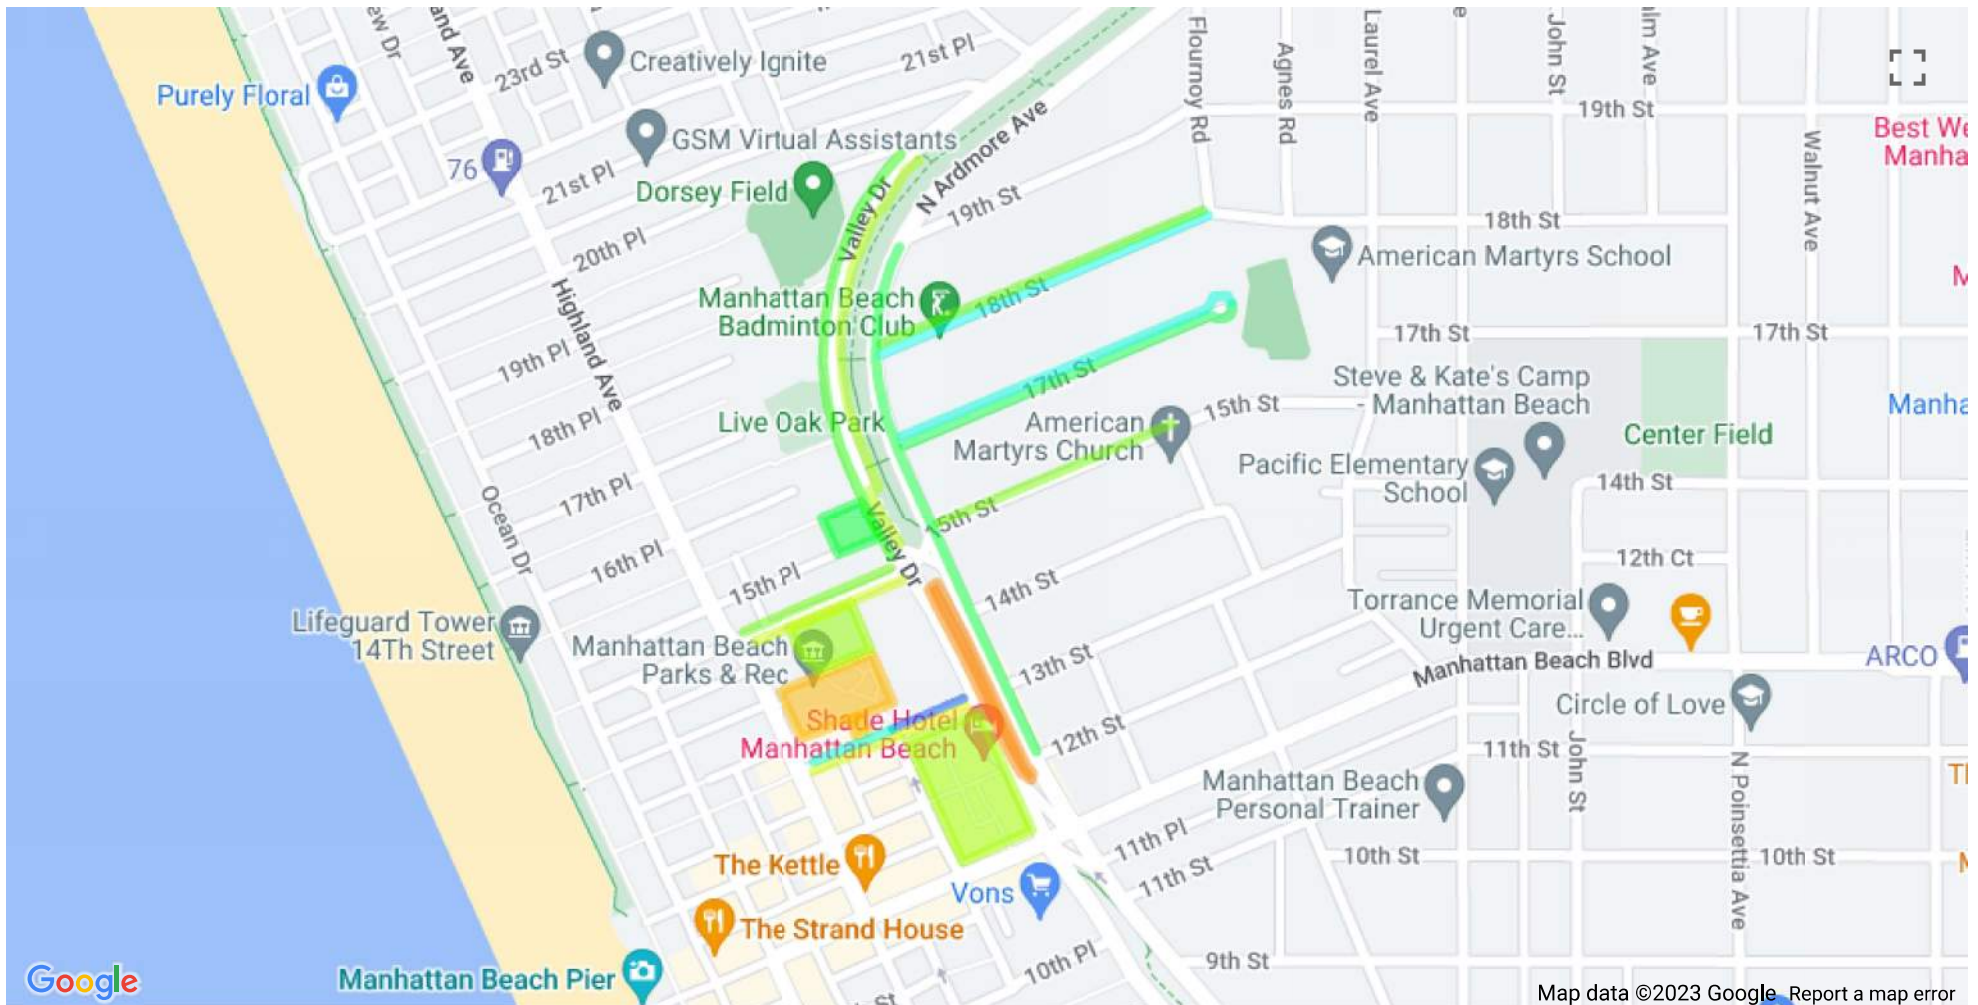 ew Dr
and Ave
23rd St
Creatively Ignite
21st Pl
Flournoy Rd
Agnes Rd
Laurel Ave
John St
lm Ave
Purely Floral
19th St
N Ardmore Ave
GSM Virtual Assistants
Best We
Manha
76
21st Pl
Dorsey Field
Valley Dr
19th St
Walnut Ave
18th St
20th Pl
American Martyrs School
M
Highland Ave
Manhattan Beach
Badminton Club
18th St
17th St
17th St
19th Pl
17th St
Steve & Kate's Camp
- Manhattan Beach
Manha
Live Oak Park
American
Martyrs Church
15th St
Center Field
18th Pl
Pacific Elementary
School
14th St
17th Pl
Ocean Dr
Valley Dr
15th St
16th Pl
12th Ct
15th Pl
14th St
Torrance Memorial
Urgent Care...
Lifeguard Tower
14Th Street
Manhattan Beach
Parks & Rec
13th St
Manhattan Beach Blvd
ARCO
Circle of Love
Shade Hotel
Manhattan Beach
12th St
11th St
John St
N Poinsettia Ave
Manhattan Beach
Personal Trainer
The Kettle
11th Pl
10th St
10th St
11th St
Vons
The Strand House
10th Pl
9th St
Manhattan Beach Pier
St
Google
Map data ©2023 Google
Report a map error